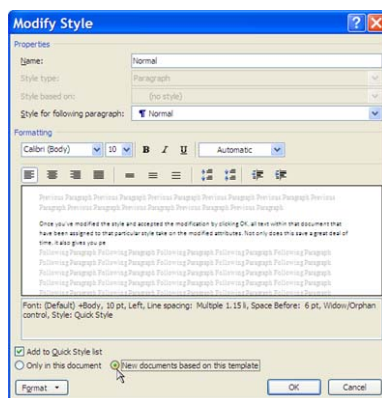 Modify Style
Properties
Name: Normal
Style type: Paragraph
Style based on: (no style)
Style for following paragraph: ¶ Normal
Formatting
Calibri (Body) 10 B I U Automatic
Previous Paragraph Previous Paragraph Previous Paragraph Previous Paragraph Previous
Paragraph Previous Paragraph Previous Paragraph Previous Paragraph
Once you've modified the style and accepted the modification by clicking OK, all text within that document that
have been assigned to that particular style take on the modified attributes. Not only does this save a great deal of
time, it also gives you pe
Following Paragraph Following Paragraph Following Paragraph Following Paragraph
Following Paragraph Following Paragraph Following Paragraph Following Paragraph
Following Paragraph Following Paragraph Following Paragraph Following Paragraph
Following Paragraph Following Paragraph Following Paragraph Following Paragraph
Following Paragraph Following Paragraph Following Paragraph Following Paragraph
Font: (Default) +Body, 10 pt, Left, Line spacing: Multiple 1.15 li, Space Before: 6 pt, Widow/Orphan
control, Style: Quick Style
Add to Quick Style list
Only in this document New documents based on this template
Format OK Cancel